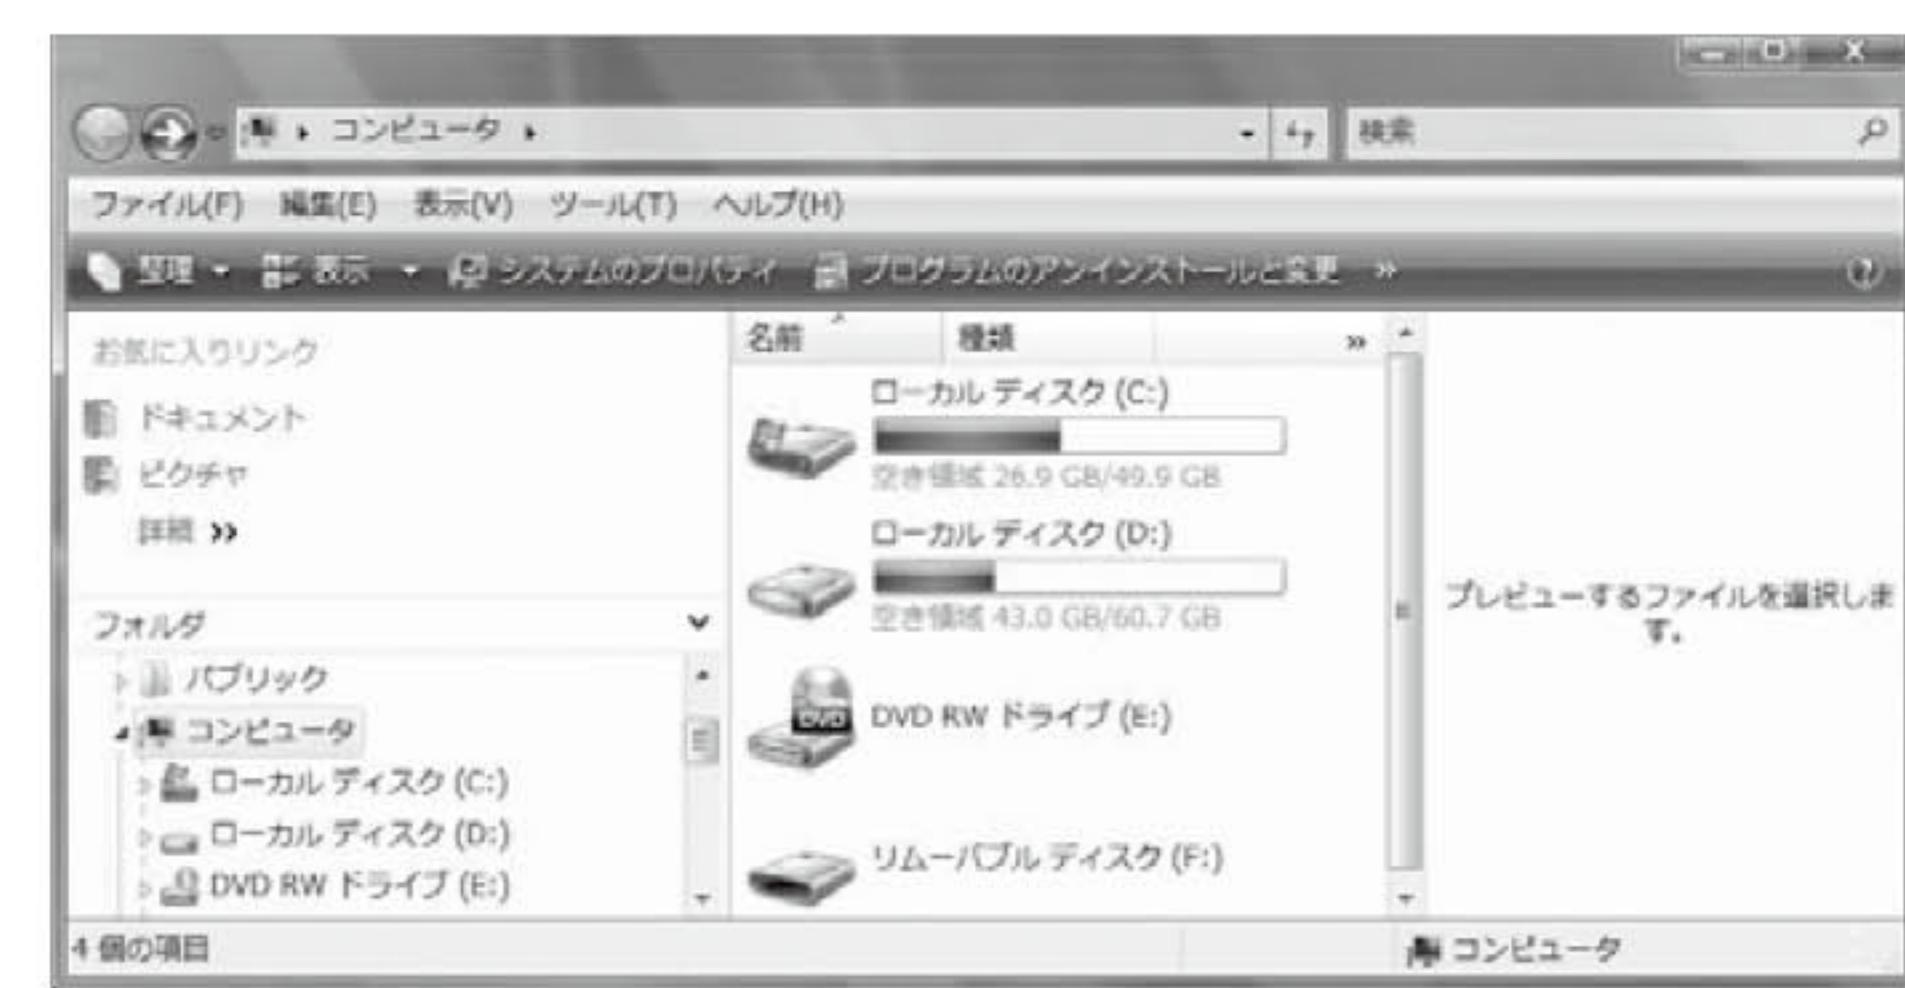 コンピュータ
検索
ファイル(F) 編集(E) 表示(V) ツール(T) ヘルプ(H)
整理 表示 システムのプロパティ プログラムのアンインストールと変更 »
お気に入りリンク
ドキュメント
ピクチャ
詳細 »
フォルダ
パブリック
コンピュータ
ローカル ディスク (C:)
ローカル ディスク (D:)
DVD RW ドライブ (E:)
名前 種類 »
ローカル ディスク (C:)
空き領域 26.9 GB/49.9 GB
ローカル ディスク (D:)
空き領域 43.0 GB/60.7 GB
DVD
DVD RW ドライブ (E:)
リムーバブル ディスク (F:)
プレビューするファイルを選択しま
す。
4 個の項目
コンピュータ